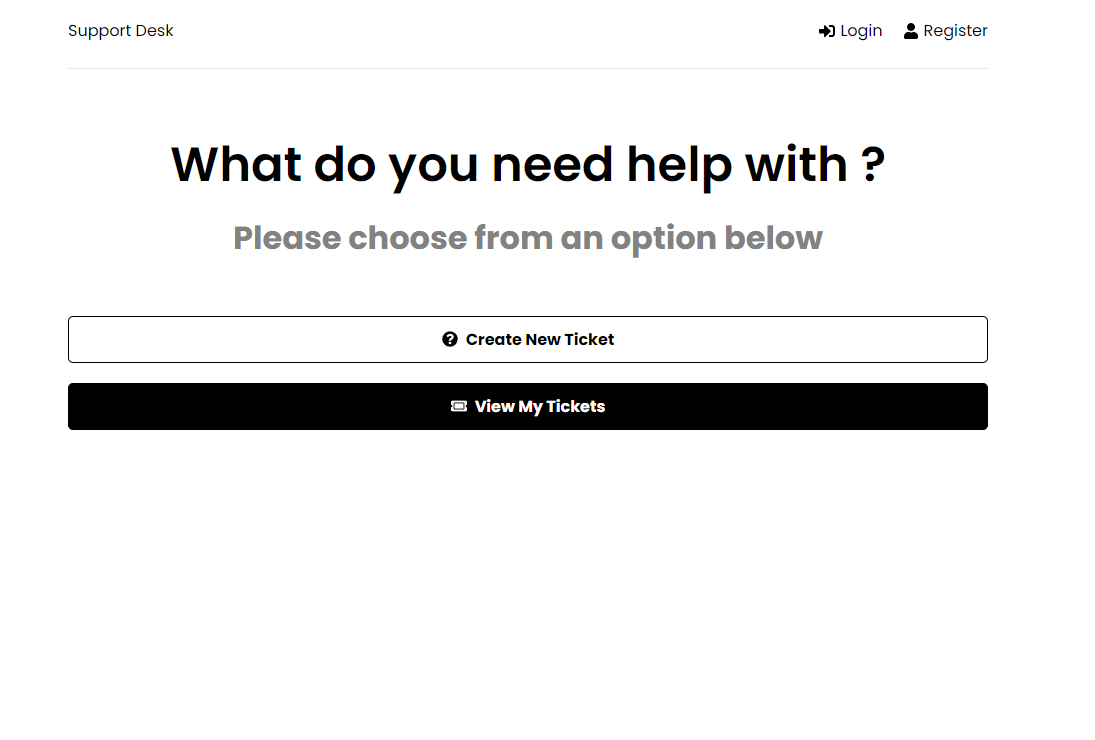 Support Desk
Login
Register
What do you need help with ?
Please choose from an option below
Create New Ticket
View My Tickets